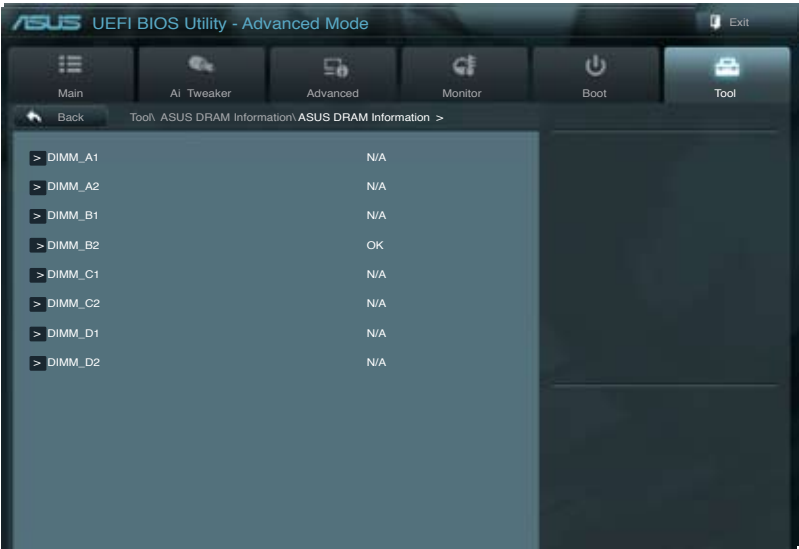 ASUS UEFI BIOS Utility - Advanced Mode Exit
Main Ai Tweaker Advanced Monitor Boot Tool
Back Tool\ ASUS DRAM Information\ ASUS DRAM Information >
> DIMM_A1 N/A
> DIMM_A2 N/A
> DIMM_B1 N/A
> DIMM_B2 OK
> DIMM_C1 N/A
> DIMM_C2 N/A
> DIMM_D1 N/A
> DIMM_D2 N/A